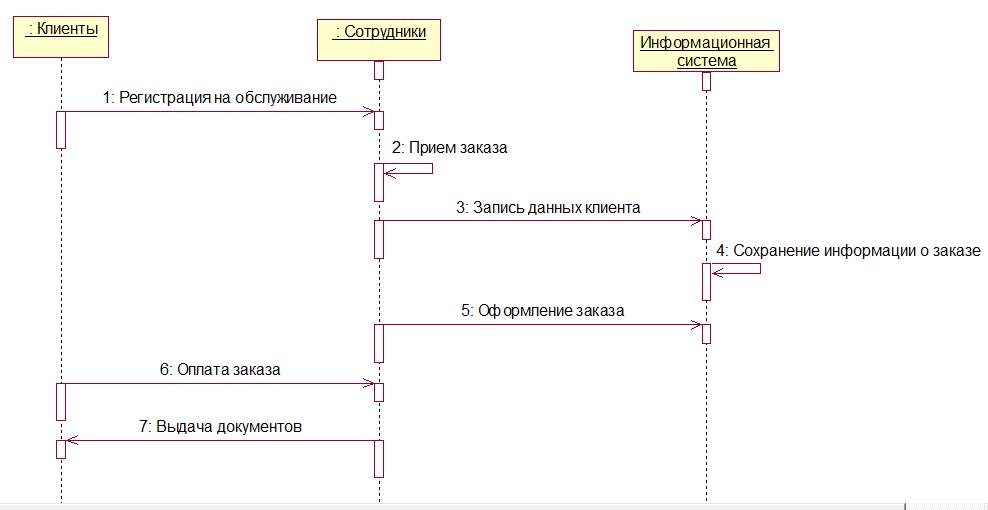 : Клиенты
: Сотрудники
Информационная
система
1: Регистрация на обслуживание
2: Прием заказа
3: Запись данных клиента
4: Сохранение информации о заказе
5: Оформление заказа
6: Оплата заказа
7: Выдача документов